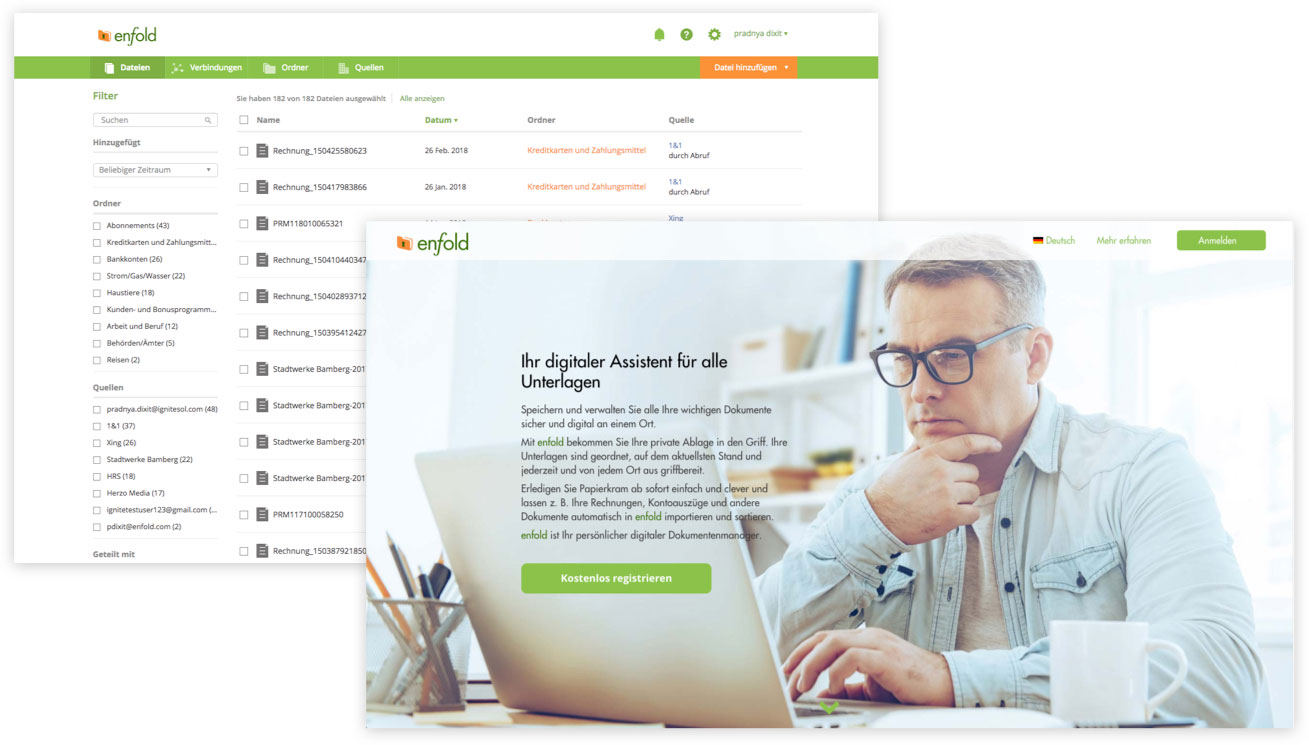 enfold
pradnya dixit
Dateien
Verbindungen
Ordner
Quellen
Datei hinzufügen
Filter
Suchen
Hinzugefügt
Beliebiger Zeitraum
Ordner
Abonnements (43)
Kreditkarten und Zahlungsmitt...
Bankkonten (26)
Strom/Gas/Wasser (22)
Haustiere (18)
Kunden- und Bonusprogramm...
Arbeit und Beruf (12)
Behörden/Ämter (5)
Reisen (2)
Quellen
pradnya.dixit@ignitesol.com (48)
1&1 (37)
Xing (26)
Stadtwerke Bamberg (22)
HRS (18)
Herzo Media (17)
ignitetestuser123@gmail.com (...
pdixit@enfold.com (2)
Geteilt mit
Sie haben 182 von 182 Dateien ausgewählt
Alle anzeigen
Name Datum Ordner Quelle
Rechnung_150425580623 26 Feb. 2018 Kreditkarten und Zahlungsmittel 1&1
durch Abruf
Rechnung_150417983866 26 Jan. 2018 Kreditkarten und Zahlungsmittel 1&1
durch Abruf
PRM118010065321 Xing
Rechnung_150410440347
Rechnung_150402893712
Rechnung_150395412427
Stadtwerke Bamberg-201
Stadtwerke Bamberg-201
Stadtwerke Bamberg-201
Stadtwerke Bamberg-201
PRM117100058250
Rechnung_150387921850
enfold
Deutsch
Mehr erfahren
Anmelden
Ihr digitaler Assistent für alle
Unterlagen
Speichern und verwalten Sie alle Ihre wichtigen Dokumente
sicher und digital an einem Ort.
Mit enfold bekommen Sie Ihre private Ablage in den Griff. Ihre
Unterlagen sind geordnet, auf dem aktuellsten Stand und
jederzeit und von jedem Ort aus griffbereit.
Erledigen Sie Papierkram ab sofort einfach und clever und
lassen z. B. Ihre Rechnungen, Kontoauszüge und andere
Dokumente automatisch in enfold importieren und sortieren.
enfold ist Ihr persönlicher digitaler Dokumentenmanager.
Kostenlos registrieren